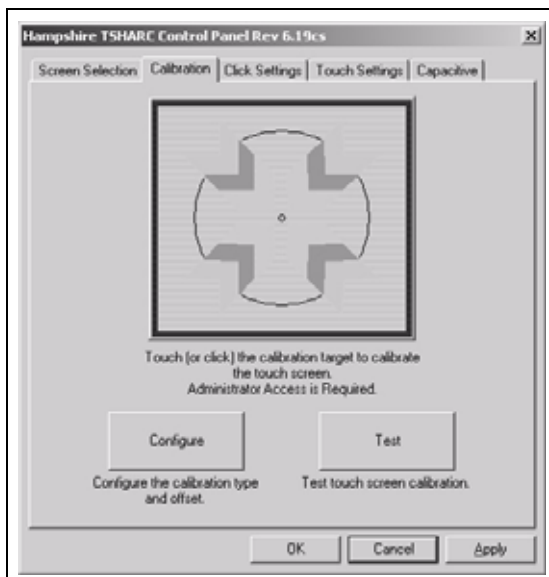 Hampshire TSHARC Control Panel Rev 6.19cs
Screen Selection Calibration Click Settings Touch Settings Capacitive
Touch (or click) the calibration target to calibrate
the touch screen.
Administrator Access is Required.
Configure Test
Configure the calibration type
and offset.
Test touch screen calibration.
OK Cancel Apply